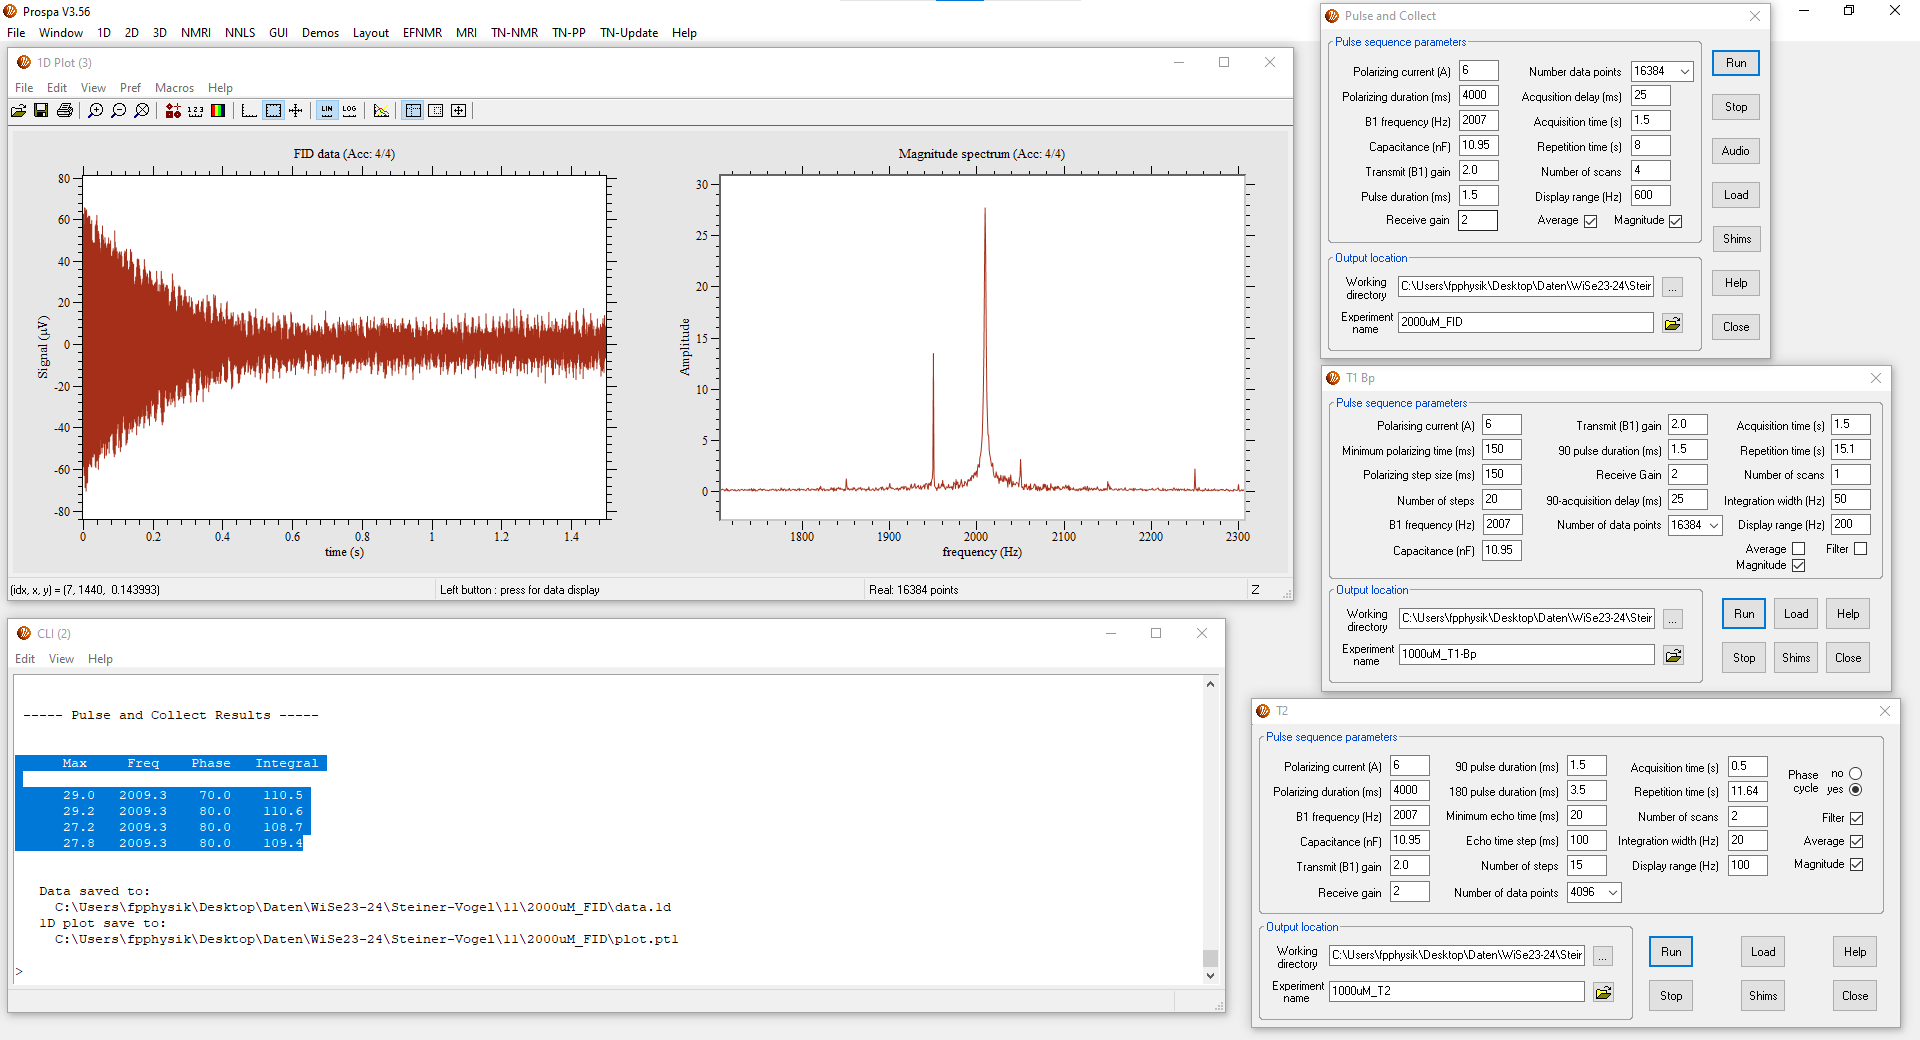 Prospa V3.56
File Window 1D 2D 3D NMRI NNLS GUI Demos Layout EFNMR MRI TN-NMR TN-PP TN-Update Help
1D Plot (3)
File Edit View Pref Macros Help
1 2 3 LIN LOG
FID data (Acc: 4/4)
80
60
40
20
0
-20
-40
-60
-80
Signal (µV)
0 0.2 0.4 0.6 0.8 1 1.2 1.4
time (s)
Magnitude spectrum (Acc: 4/4)
30
25
20
15
10
5
0
Amplitude
1800 1900 2000 2100 2200 2300
frequency (Hz)
(idx, x, y) = (7, 1440, 0.143993) Left button : press for data display Real: 16384 points Z
CLI (2)
Edit View Help
----- Pulse and Collect Results -----
Max Freq Phase Integral
29.0 2009.3 70.0 110.5
29.2 2009.3 80.0 110.6
27.2 2009.3 80.0 108.7
27.8 2009.3 80.0 109.4
Data saved to:
C:\Users\fpphysik\Desktop\Daten\WiSe23-24\Steiner-Vogel\11\2000uM_FID\data.1d
1D plot save to:
C:\Users\fpphysik\Desktop\Daten\WiSe23-24\Steiner-Vogel\11\2000uM_FID\plot.pt1
>
Pulse and Collect
Pulse sequence parameters
Polarizing current (A) 6 Number data points 16384
Polarizing duration (ms) 4000 Acqusition delay (ms) 25
B1 frequency (Hz) 2007 Acquisition time (s) 1.5
Capacitance (nF) 10.95 Repetition time (s) 8
Transmit (B1) gain 2.0 Number of scans 4
Pulse duration (ms) 1.5 Display range (Hz) 600
Receive gain 2 Average Magnitude
Run
Stop
Audio
Load
Shims
Help
Close
Output location
Working directory C:\Users\fpphysik\Desktop\Daten\WiSe23-24\Steir ...
Experiment name 2000uM_FID
T1 Bp
Pulse sequence parameters
Polarising current (A) 6 Transmit (B1) gain 2.0 Acquisition time (s) 1.5
Minimum polarizing time (ms) 150 90 pulse duration (ms) 1.5 Repetition time (s) 15.1
Polarizing step size (ms) 150 Receive Gain 2 Number of scans 1
Number of steps 20 90-acquisition delay (ms) 25 Integration width (Hz) 50
B1 frequency (Hz) 2007 Number of data points 16384 Display range (Hz) 200
Capacitance (nF) 10.95 Average Filter
Magnitude
Output location
Working directory C:\Users\fpphysik\Desktop\Daten\WiSe23-24\Steir ...
Experiment name 1000uM_T1-Bp
Run Load Help
Stop Shims Close
T2
Pulse sequence parameters
Polarizing current (A) 6 90 pulse duration (ms) 1.5 Acquisition time (s) 0.5 Phase cycle no
Polarizing duration (ms) 4000 180 pulse duration (ms) 3.5 Repetition time (s) 11.64 yes
B1 frequency (Hz) 2007 Minimum echo time (ms) 20 Number of scans 2 Filter
Capacitance (nF) 10.95 Echo time step (ms) 100 Integration width (Hz) 20 Average
Transmit (B1) gain 2.0 Number of steps 15 Display range (Hz) 100 Magnitude
Receive gain 2 Number of data points 4096
Output location
Working directory C:\Users\fpphysik\Desktop\Daten\WiSe23-24\Steir ...
Experiment name 1000uM_T2
Run Load Help
Stop Shims Close